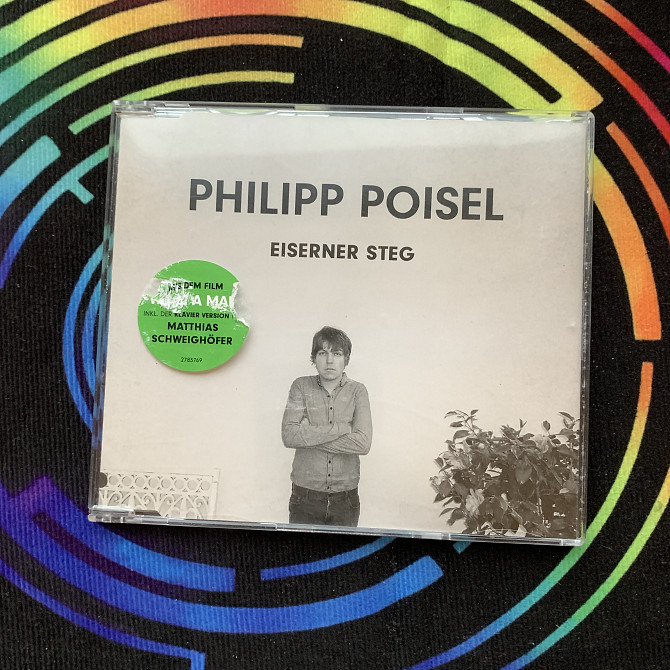 PHILIPP POISEL
EISERNER STEG
DEM FILM
A
INKL. DER KLAVIER VERSION
MATTHIAS
SCHWEIGHÖFER
2785769